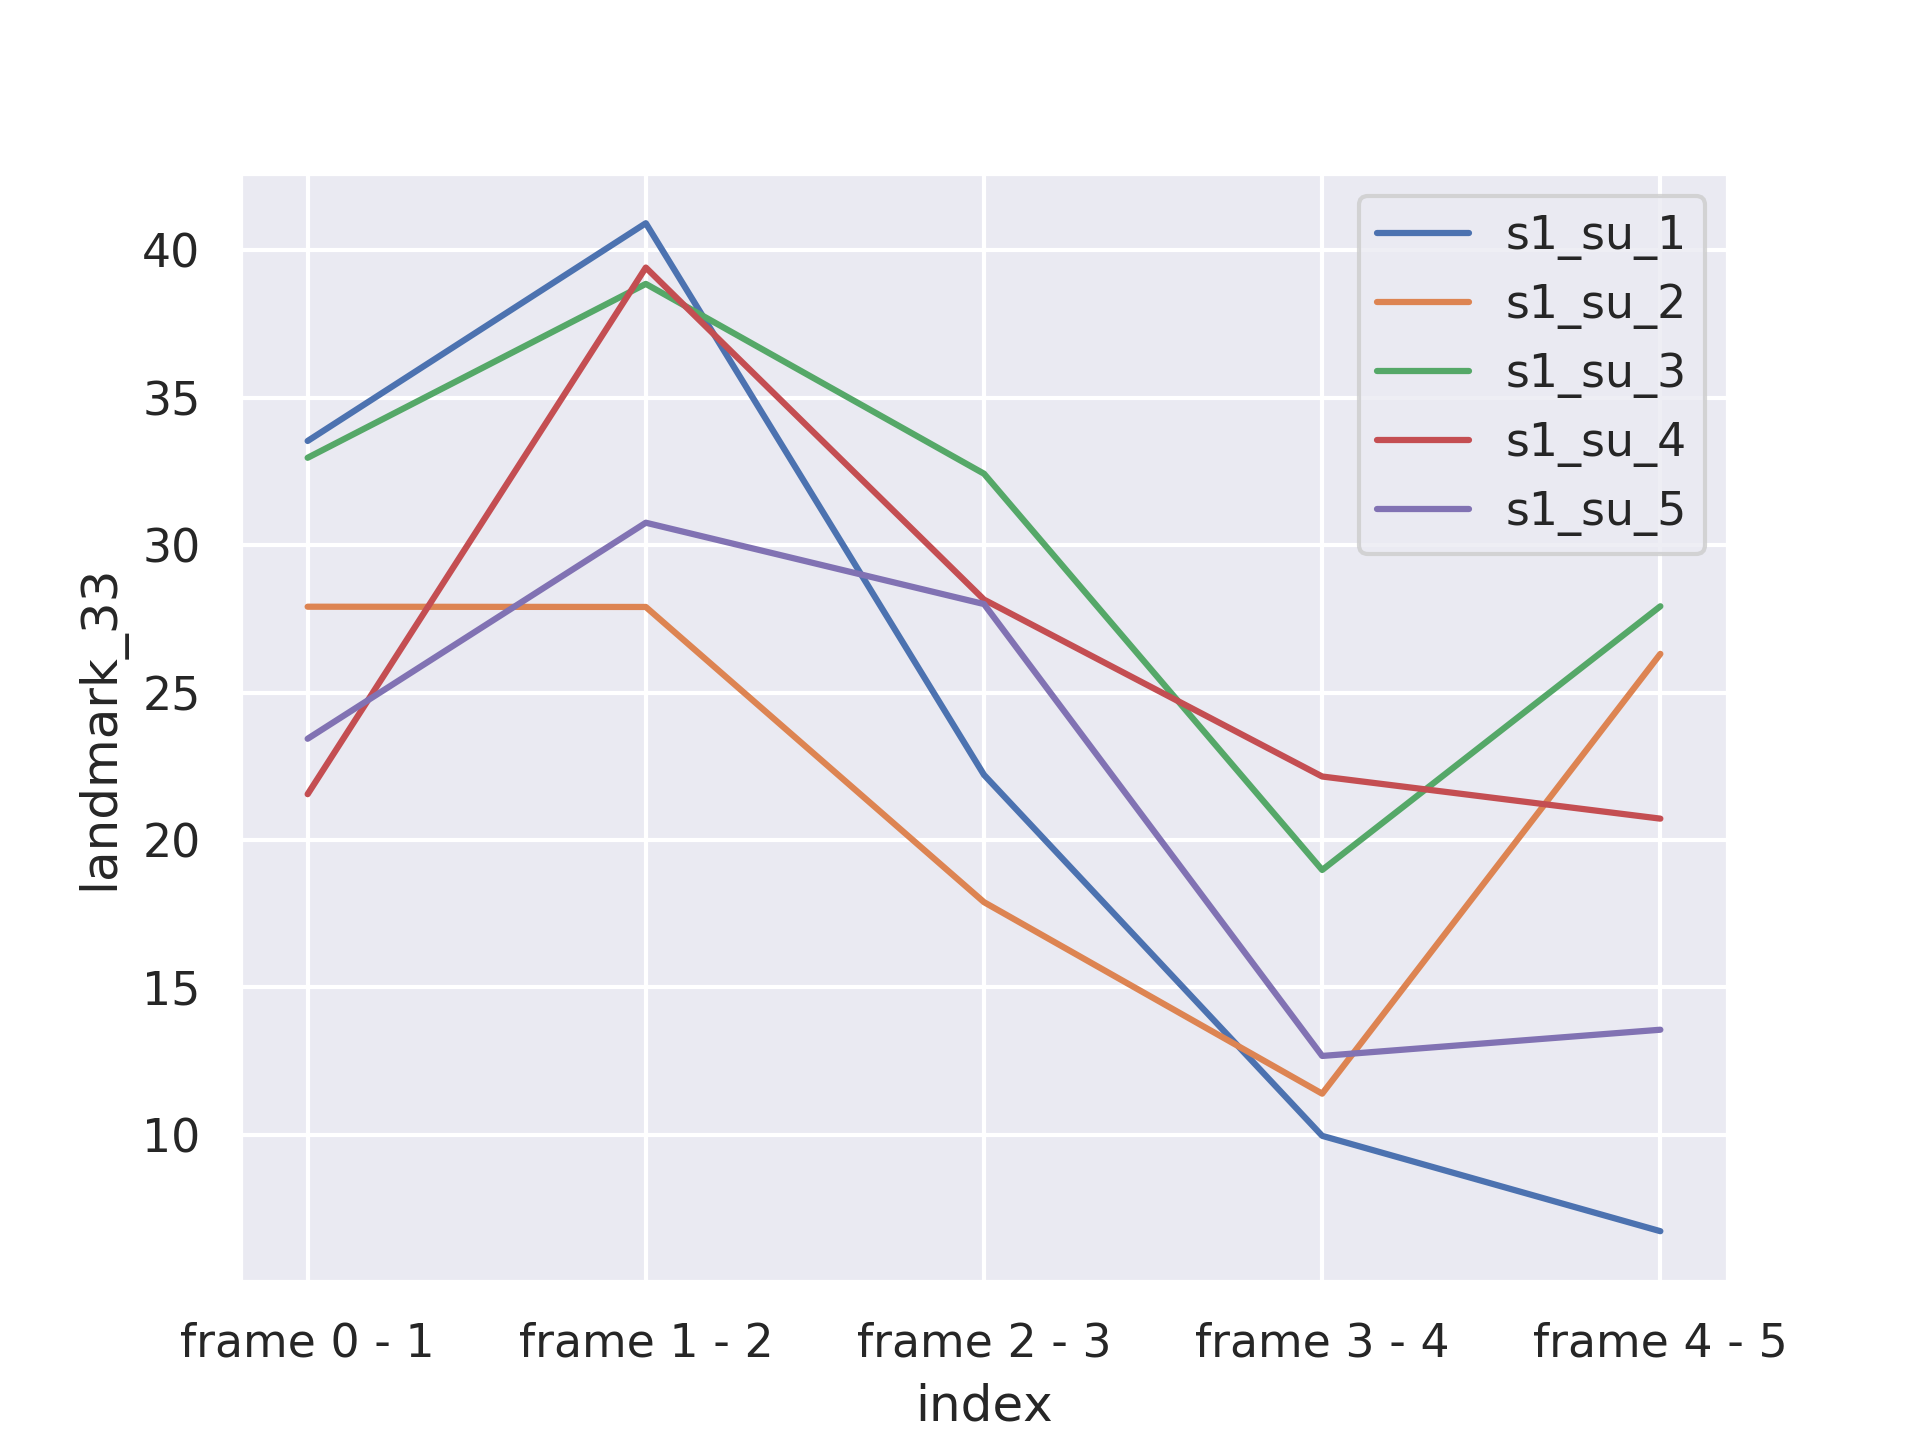 s1_su_1
s1_su_2
s1_su_3
s1_su_4
s1_su_5
40
35
30
25
20
15
10
landmark_33
frame 0 - 1
frame 1 - 2
frame 2 - 3
frame 3 - 4
frame 4 - 5
index